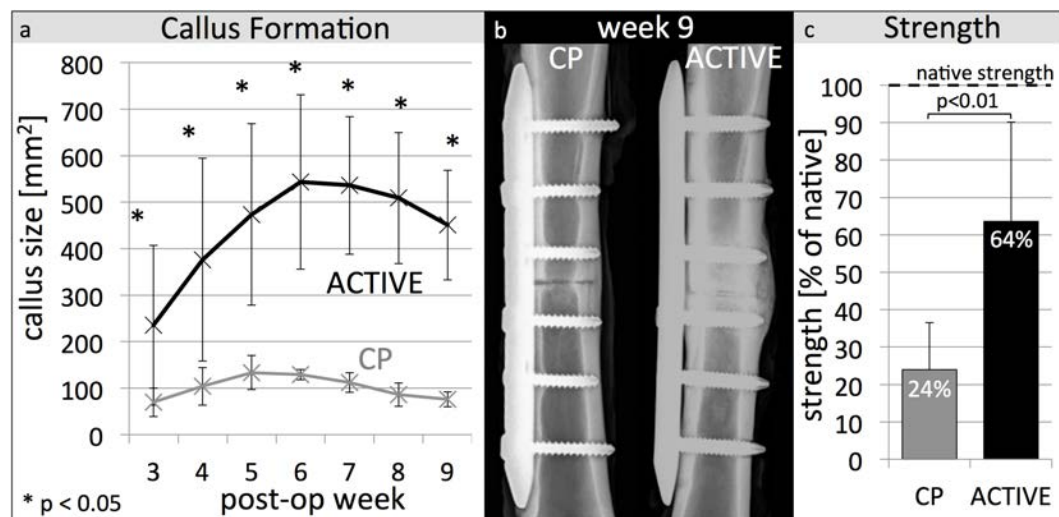 a Callus Formation
callus size [mm²]
800
700
600
500
400
300
200
100
0
* * * * * * *
ACTIVE
CP
3 4 5 6 7 8 9
post-op week
* p < 0.05
b week 9
CP ACTIVE
c Strength
strength [% of native]
native strength
p<0.01
100
90
80
70
60
50
40
30
20
10
0
24%
64%
CP ACTIVE